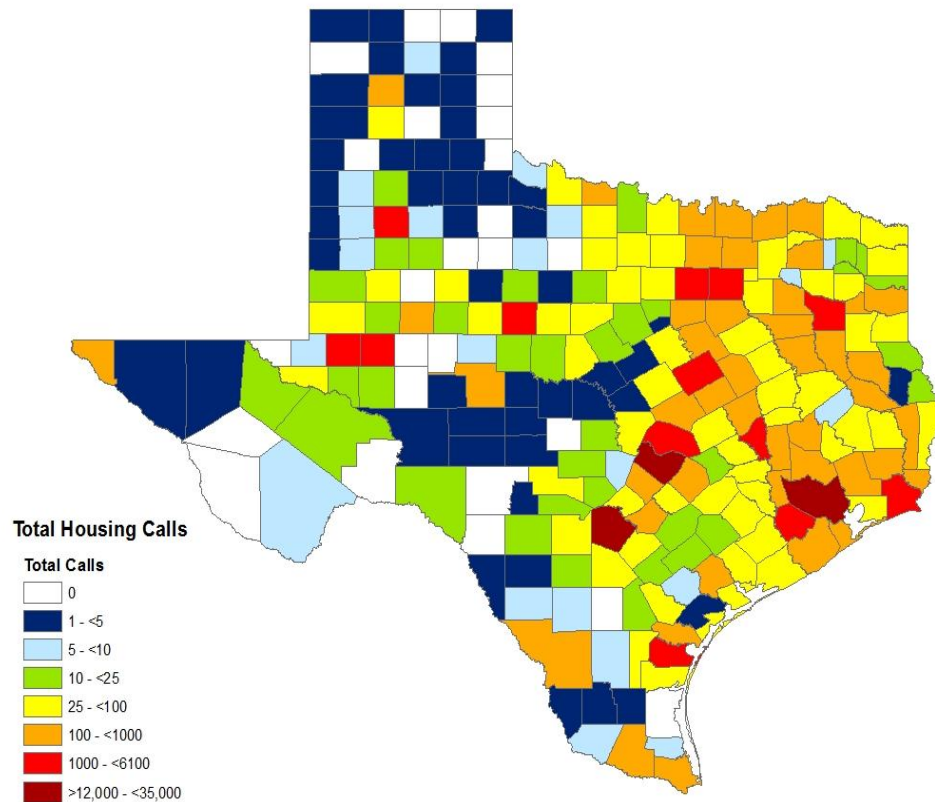 Total Housing Calls
Total Calls
0
1 - <5
5 - <10
10 - <25
25 - <100
100 - <1000
1000 - <6100
>12,000 - <35,000